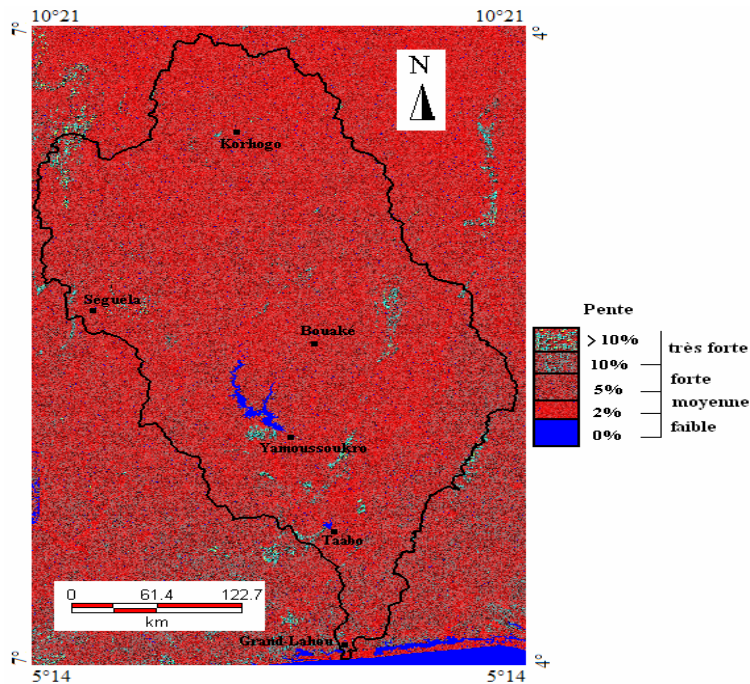 10°21 10°21
7° 4°
N
Korhogo
Seguela
Bouaké
Pente
> 10%
très forte
10%
forte
5%
moyenne
2%
faible
0%
Yamoussoukro
Taabo
0 61.4 122.7
km
Grand-Lahou
7° 4°
5°14 5°14